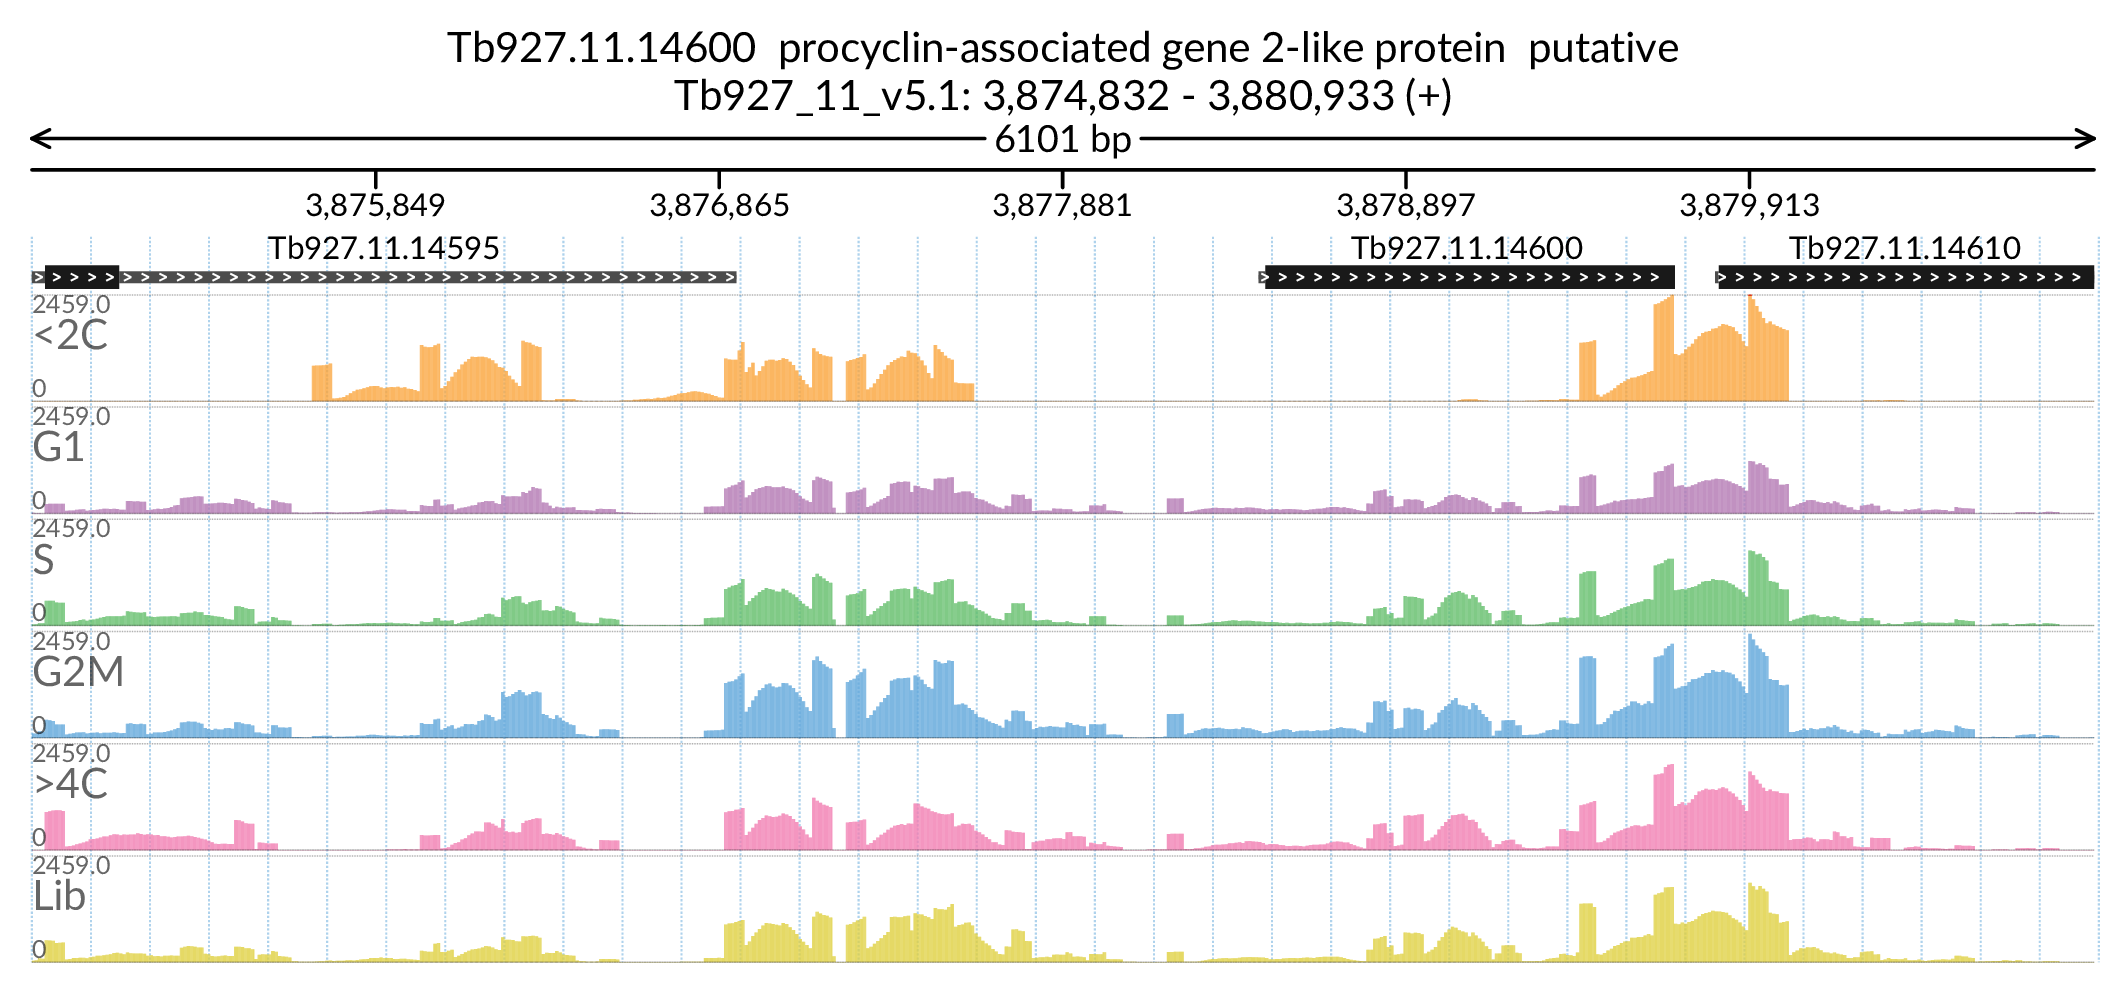 Tb927.11.14600  procyclin-associated gene 2-like protein  putative
Tb927_11_v5.1: 3,874,832 - 3,880,933 (+)
6101 bp
3,875,849 3,876,865 3,877,881 3,878,897 3,879,913
Tb927.11.14595 Tb927.11.14600 Tb927.11.14610
2459.0
<2C
0
2459.0
G1
0
2459.0
S
0
2459.0
G2M
0
2459.0
>4C
0
2459.0
Lib
0